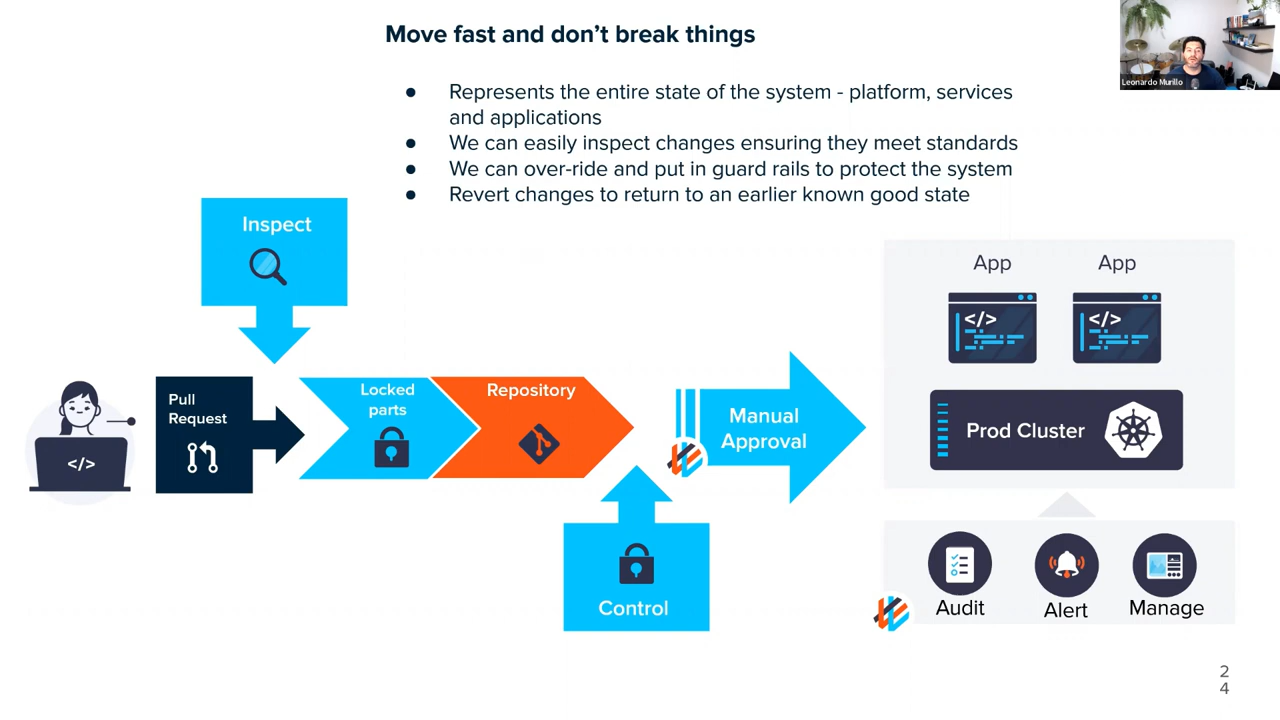 Move fast and don’t break things
Leonardo Murillo
● Represents the entire state of the system - platform, services
and applications
● We can easily inspect changes ensuring they meet standards
● We can over-ride and put in guard rails to protect the system
● Revert changes to return to an earlier known good state
Inspect
Pull
Request
</>
Locked
parts
Repository
Control
Manual
Approval
App
App
</>
</>
Prod Cluster
Audit
Alert
Manage
2
4